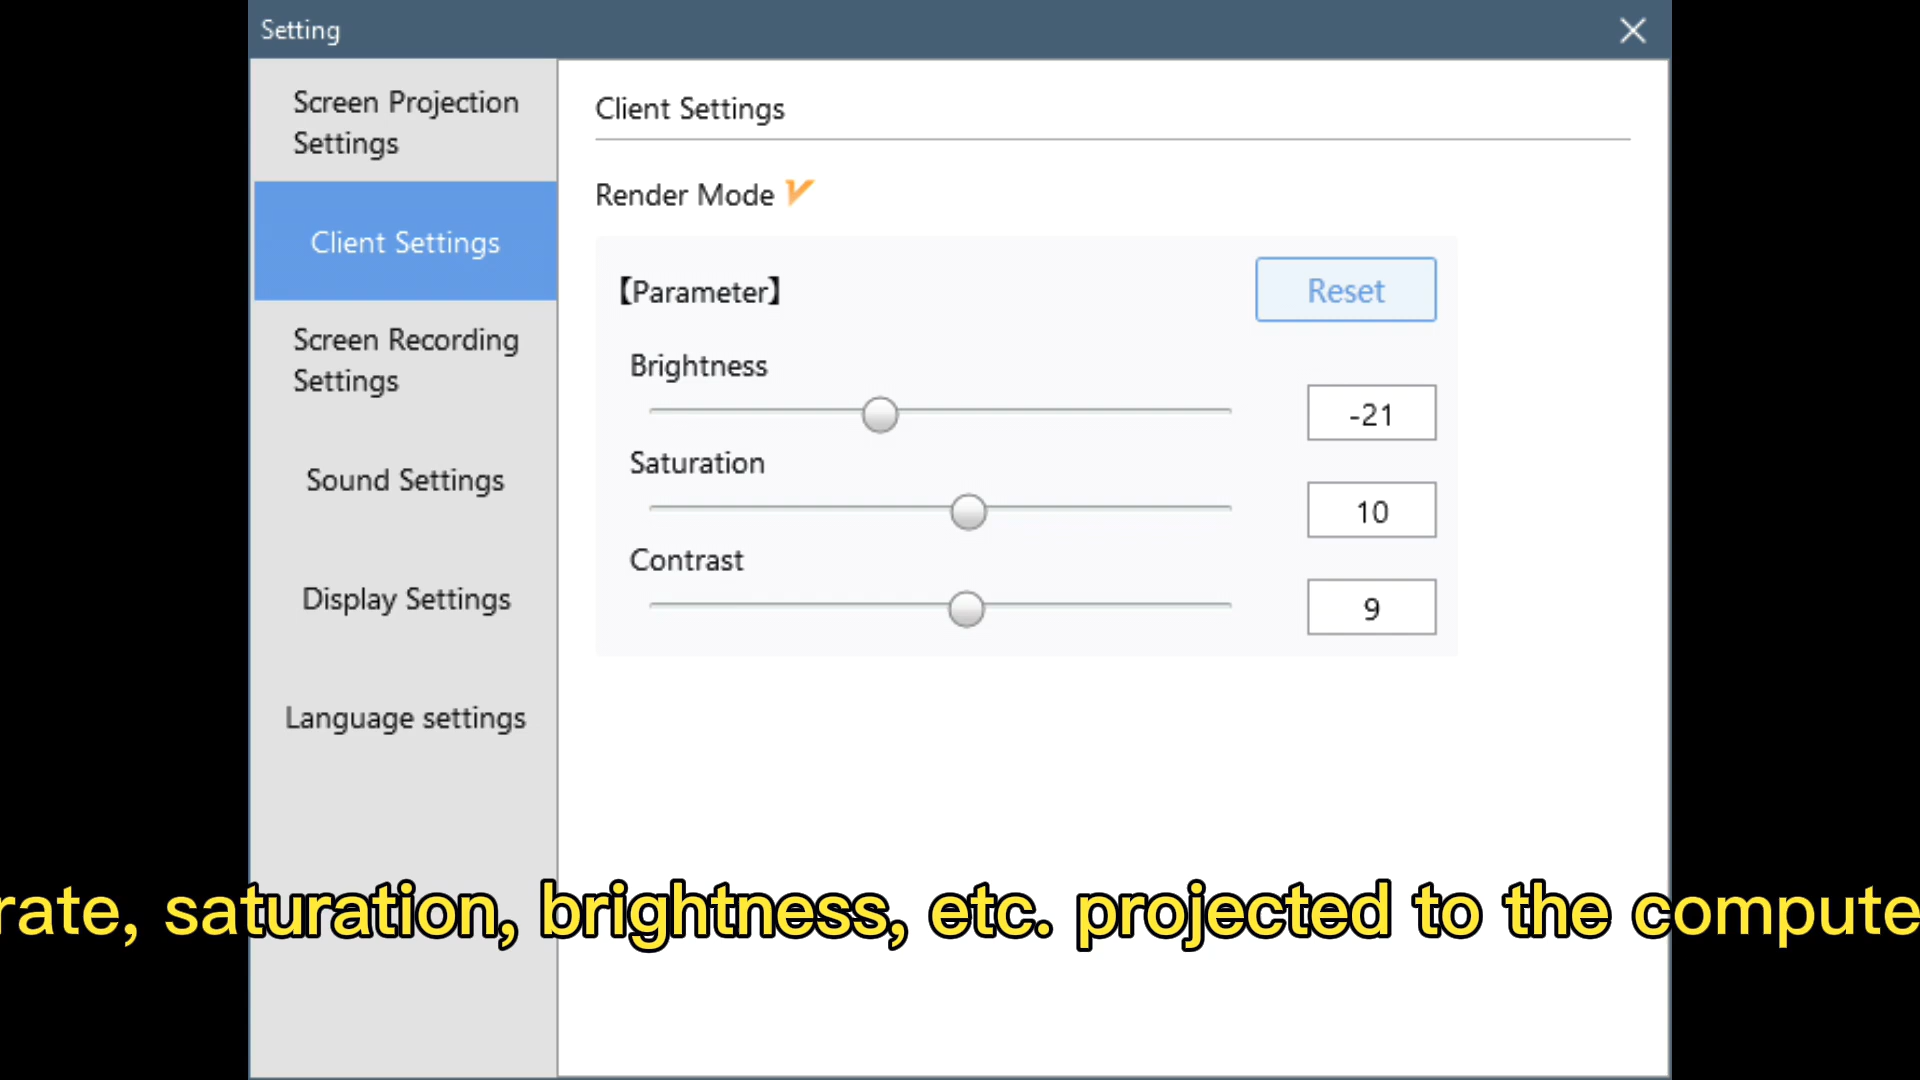 Setting
Screen Projection
Settings
Client Settings
Screen Recording
Settings
Sound Settings
Display Settings
Language settings
Client Settings
Render Mode
【Parameter】
Reset
Brightness
-21
Saturation
10
Contrast
9
rate, saturation, brightness, etc. projected to the compute